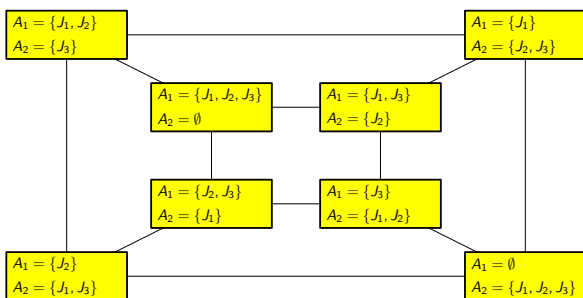 A₁ = {J₁, J₂}
A₂ = {J₃}
A₁ = {J₁}
A₂ = {J₂, J₃}
A₁ = {J₁, J₂, J₃}
A₂ = ∅
A₁ = {J₁, J₃}
A₂ = {J₂}
A₁ = {J₂, J₃}
A₂ = {J₁}
A₁ = {J₃}
A₂ = {J₁, J₂}
A₁ = {J₂}
A₂ = {J₁, J₃}
A₁ = ∅
A₂ = {J₁, J₂, J₃}